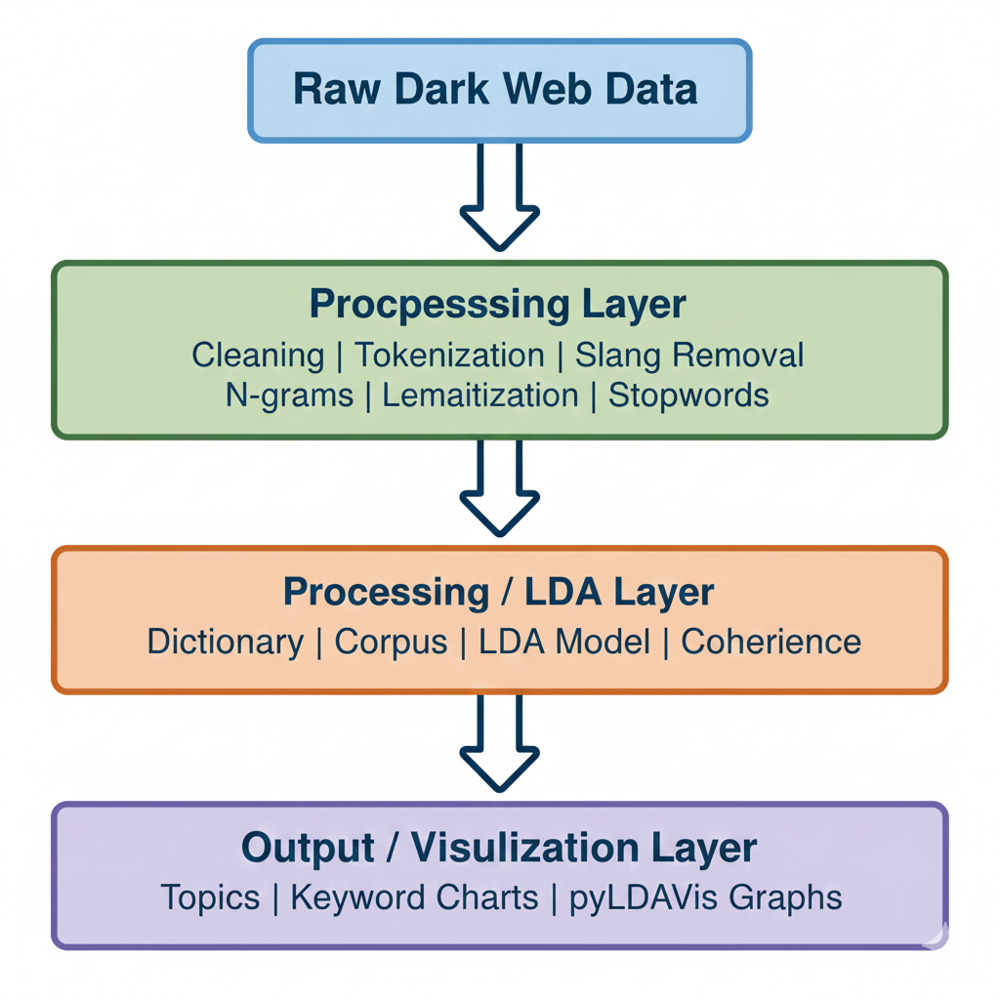 Raw Dark Web Data
Procpesssing Layer
Cleaning | Tokenization | Slang Removal
N-grams | Lemaitization | Stopwords
Processing / LDA Layer
Dictionary | Corpus | LDA Model | Coherience
Output / Visulization Layer
Topics | Keyword Charts | pyLDAVis Graphs